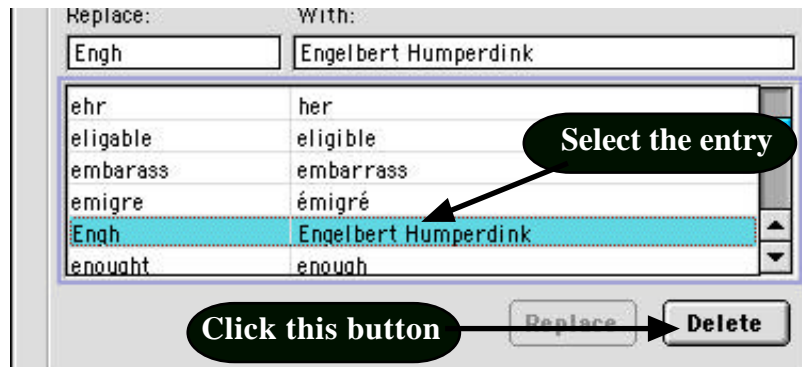 Replace: With:
Engh Engelbert Humperdink
ehr her
eligable eligible
Select the entry
embarass embarrass
emigre émigré
Engh Engelbert Humperdink
enought enough
Click this button Replace Delete